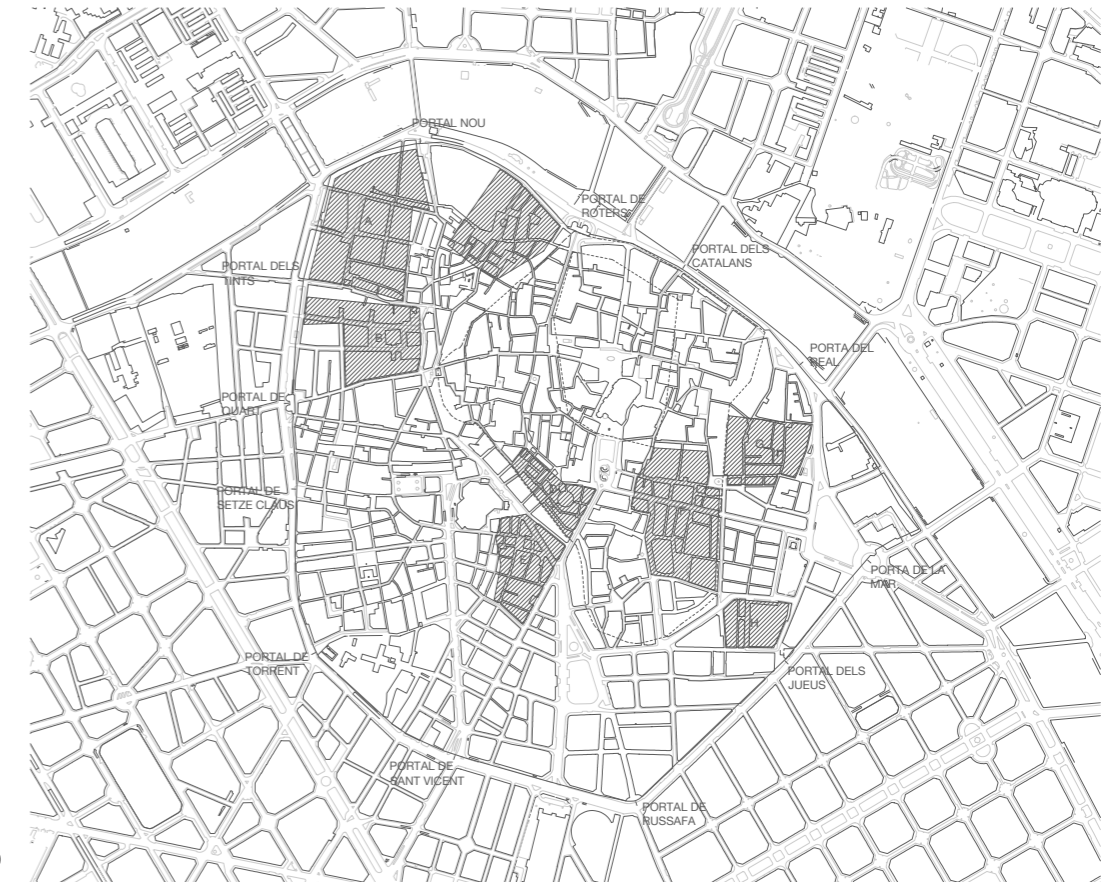 PORTAL NOU
PORTAL DE
ROTERS
PORTAL DELS
CATALANS
A
C
PORTAL DELS
TINTS
B
PORTA DEL
REAL
PORTAL DE
QUART
G
PORTAL DE
SETZE CLAUS
D
F
E
PORTA DE LA
MAR
H
PORTAL DE
TORRENT
PORTAL DELS
JUEUS
PORTAL DE
SANT VICENT
PORTAL DE
RUSSAFA